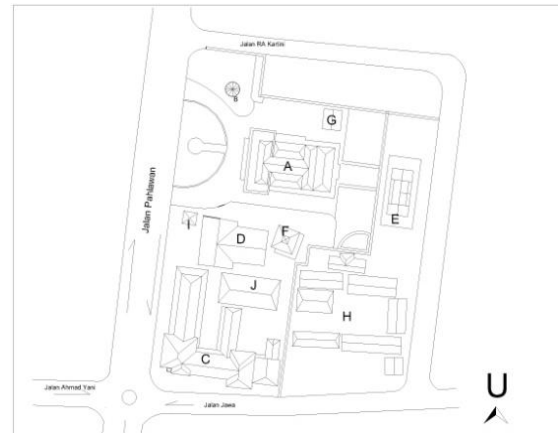 Jalan RA Kartini
B
G
A
Jalan Pahlawan
E
I
D
F
J
H
C
U
Jalan Ahmad Yani
Jalan Jawa